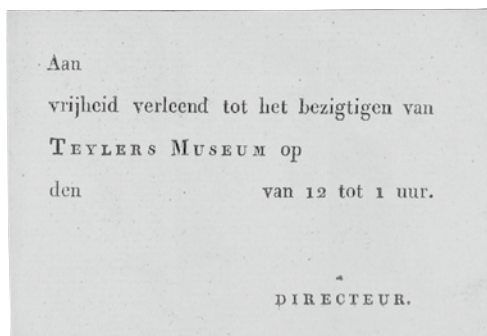 Aan
vrijheid verleend tot het bezigtigen van
TEYLERS MUSEUM op
den van 12 tot 1 uur.
DIRECTEUR.